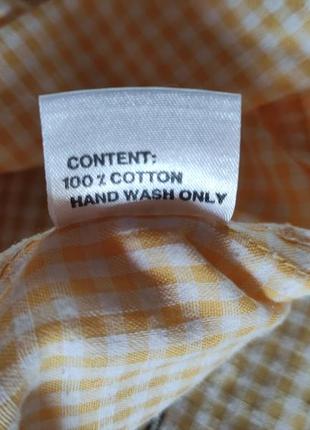 CONTENT:
100 % COTTON
HAND WASH ONLY